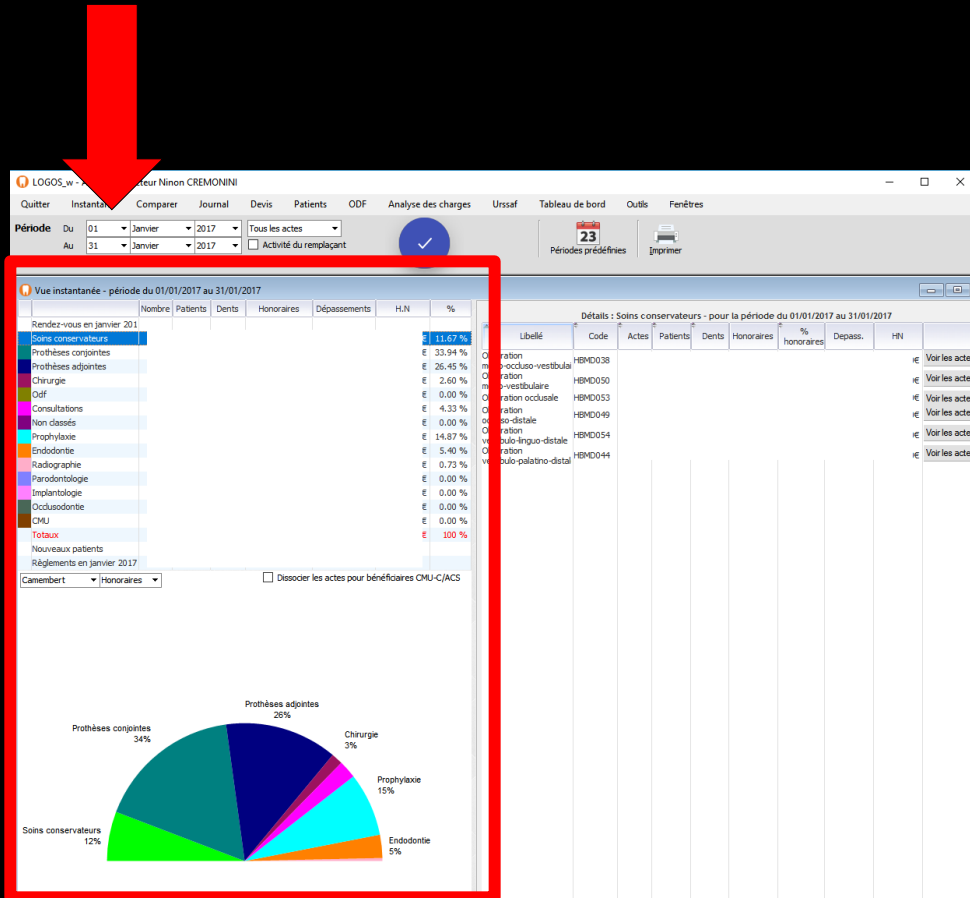 LOGOS_w - A teur Ninon CREMONINI
Quitter Instantané Comparer Journal Devis Patients ODF Analyse des charges Urssaf Tableau de bord Outils Fenêtres
Période Du 01 Janvier 2017 Tous les actes
Au 31 Janvier 2017 Activité du remplaçant
23
Périodes prédéfinies Imprimer
Vue instantanée - période du 01/01/2017 au 31/01/2017
Nombre Patients Dents Honoraires Dépassements H.N %
Rendez-vous en janvier 201
Soins conservateurs € 11.67 %
Prothèses conjointes € 33.94 %
Prothèses adjointes € 26.45 %
Chirurgie € 2.60 %
Odf € 0.00 %
Consultations € 4.33 %
Non classés € 0.00 %
Prophylaxie € 14.87 %
Endodontie € 5.40 %
Radiographie € 0.73 %
Parodontologie € 0.00 %
Implantologie € 0.00 %
Occlusodontie € 0.00 %
CMU € 0.00 %
Totaux € 100 %
Nouveaux patients
Règlements en janvier 2017
Camembert Honoraires Dissocier les actes pour bénéficiaires CMU-C/ACS
Prothèses adjointes
26%
Prothèses conjointes
34%
Chirurgie
3%
Prophylaxie
15%
Soins conservateurs
12%
Endodontie
5%
Détails : Soins conservateurs - pour la période du 01/01/2017 au 31/01/2017
Libellé Code Actes Patients Dents Honoraires % honoraires Depass. HN
HBMD038 € Voir les acte
HBMD050 € Voir les acte
occlusale HBMD053 € Voir les acte
HBMD049 € Voir les acte
HBMD054 € Voir les acte
HBMD044 € Voir les acte